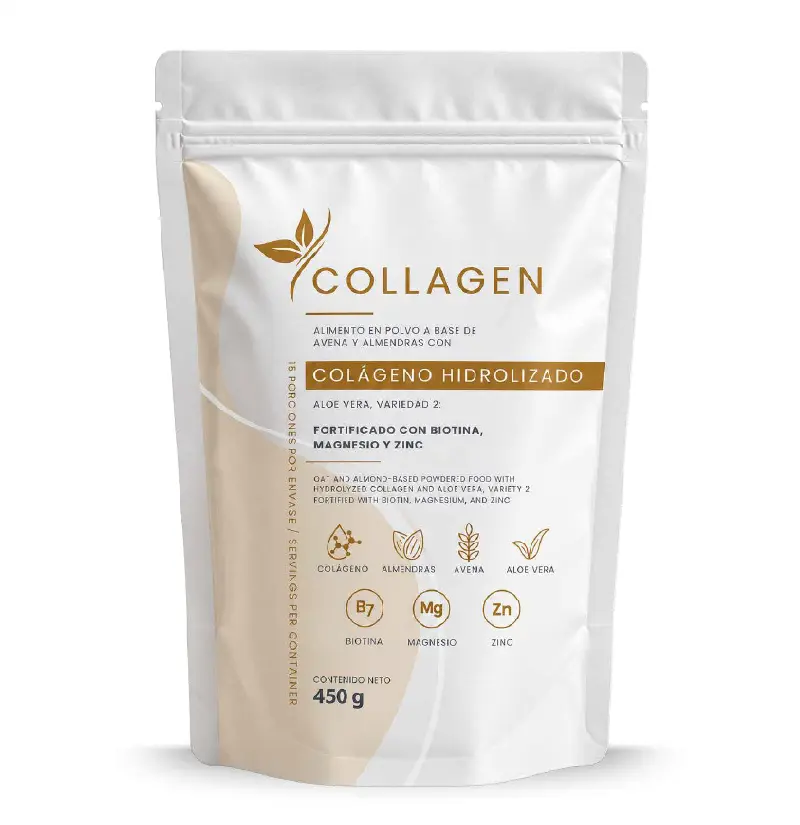 COLLAGEN
ALIMENTO EN POLVO A BASE DE
AVENA Y ALMENDRAS CON
COLÁGENO HIDROLIZADO
ALOE VERA, VARIEDAD 2:
FORTIFICADO CON BIOTINA,
MAGNESIO Y ZINC
OAT AND ALMOND-BASED POWDERED FOOD WITH
HYDROLYZED COLLAGEN AND ALOE VERA, VARIETY 2
FORTIFIED WITH BIOTIN, MAGNESIUM, AND ZINC
15 PORCIONES POR ENVASE / SERVINGS PER CONTAINER
COLÁGENO ALMENDRAS AVENA ALOE VERA
B7 Mg Zn
BIOTINA MAGNESIO ZINC
CONTENIDO NETO
450 g